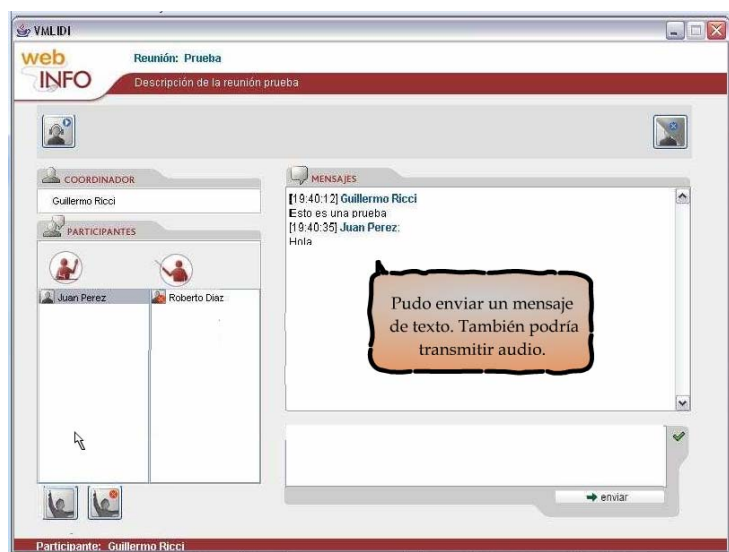 VMLIDI
web
INFO
Reunión: Prueba
Descripción de la reunión prueba
COORDINADOR
Guillermo Ricci
PARTICIPANTES
Juan Perez
Roberto Diaz
MENSAJES
[19:40:12] Guillermo Ricci
Esto es una prueba
[19:40:35] Juan Perez:
Hola
Pudo enviar un mensaje
de texto. También podría
transmitir audio.
enviar
Participante: Guillermo Ricci